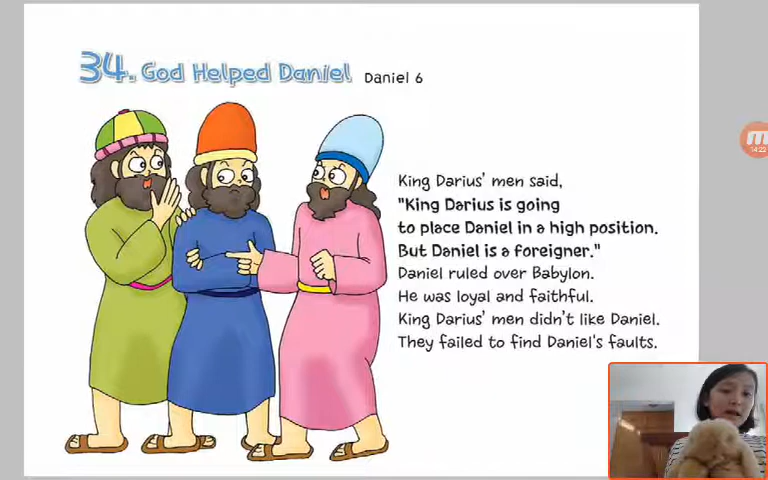 34. God Helped Daniel Daniel 6
King Darius' men said,
"King Darius is going
to place Daniel in a high position.
But Daniel is a foreigner."
Daniel ruled over Babylon.
He was loyal and faithful.
King Darius' men didn't like Daniel.
They failed to find Daniel's faults.
M
14:22